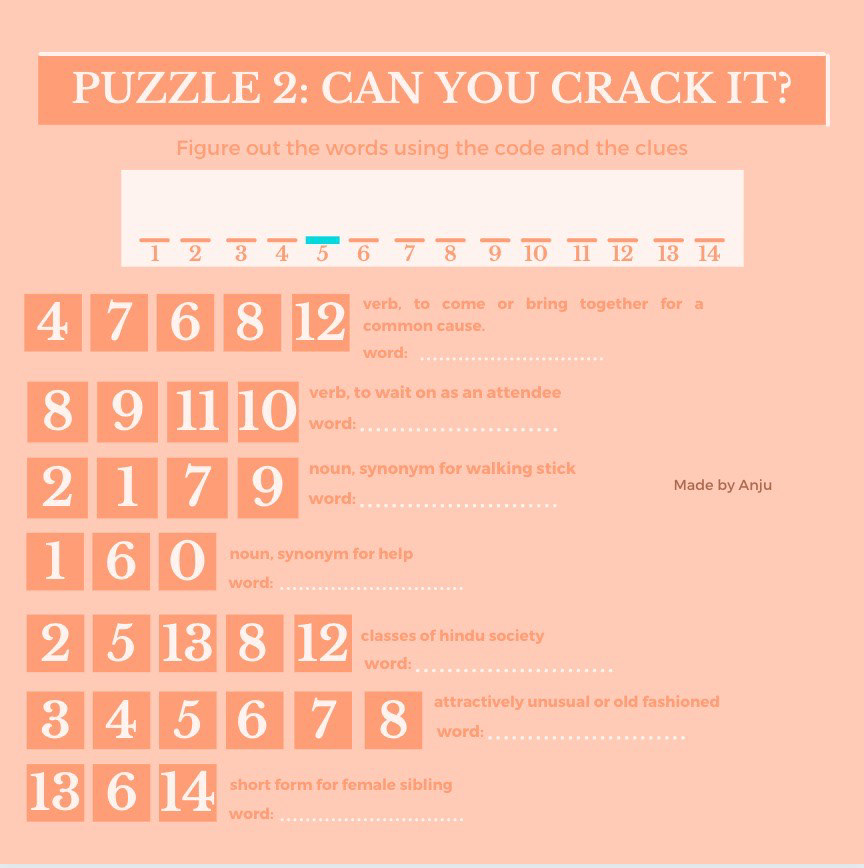 PUZZLE 2: CAN YOU CRACK IT?
Figure out the words using the code and the clues
1 2 3 4 5 6 7 8 9 10 11 12 13 14
4 7 6 8 12
verb, to come or bring together for a
common cause.
word: ............................
8 9 11 10
verb, to wait on as an attendee
word: ........................
2 1 7 9
noun, synonym for walking stick
word: ........................
Made by Anju
1 6 0
noun, synonym for help
word: ............................
2 5 13 8 12
classes of hindu society
word: ........................
3 4 5 6 7 8
attractively unusual or old fashioned
word: ........................
13 6 14
short form for female sibling
word: ............................